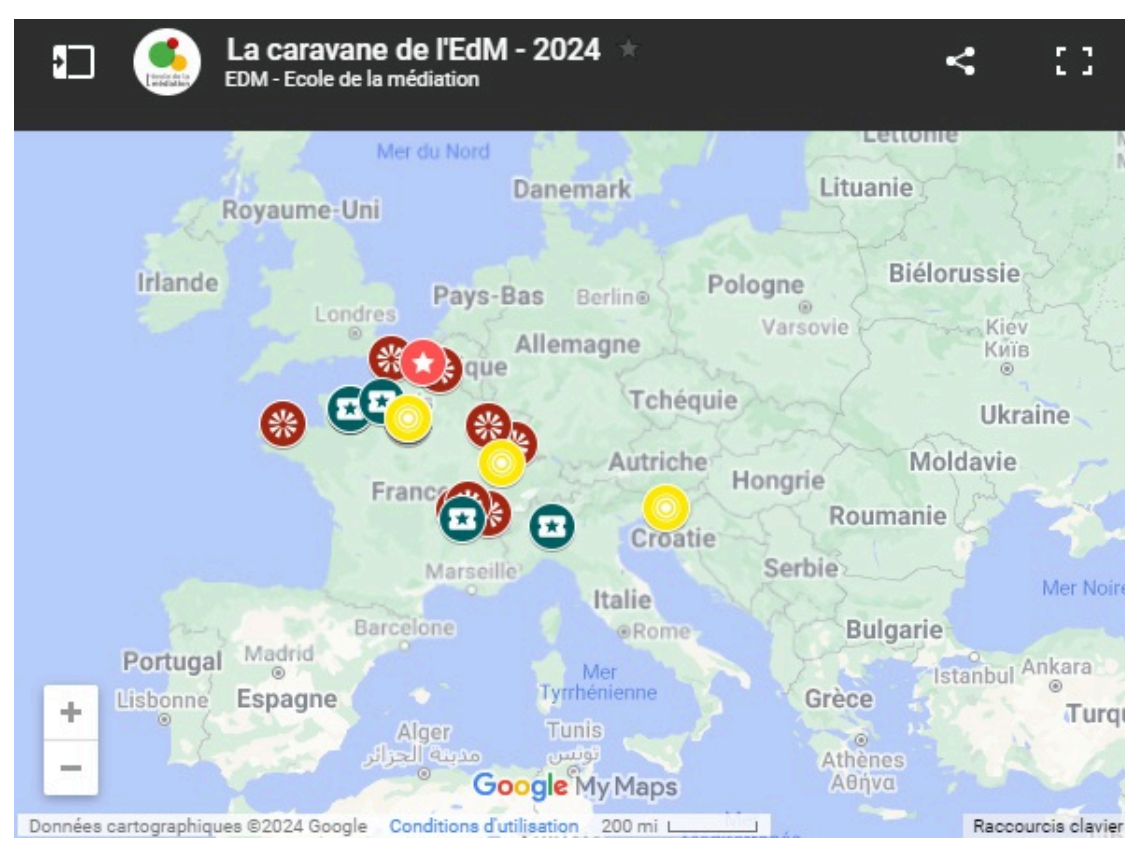 La caravane de l'EdM - 2024
EDM - Ecole de la médiation
Mer du Nord
Danemark
Lituanie
Royaume-Uni
Irlande
Biélorussie
Pologne
Pays-Bas
Berlin
Londres
Varsovie
Kiev
Київ
Allemagne
que
Tchéquie
Ukraine
Autriche
Moldavie
Hongrie
France
Roumanie
Croatie
Marseille
Serbie
Italie
Mer Noire
Barcelone
Rome
Bulgarie
Madrid
Portugal
Istanbul
Ankara
Mer
Tyrrhénienne
Lisbonne
Espagne
Grèce
Turqu
Alger
مدينة الجزائر
Tunis
تونس
Athènes
Αθήνα
Google My Maps
Données cartographiques ©2024 Google Conditions d'utilisation 200 mi Raccourcis clavier